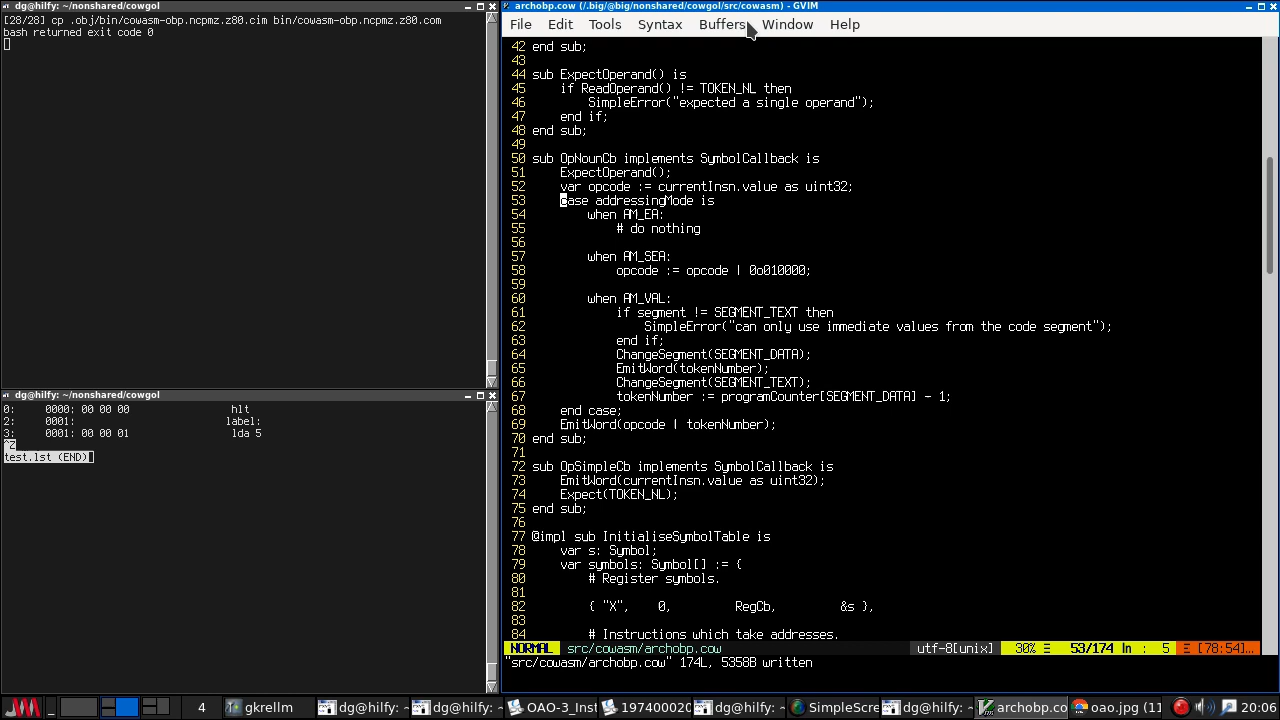 dg@hilfy: /nonshared/cowgol
[28/28] cp .obj/bin/cowasm-obp.ncpmz.z80.cim bin/cowasm-obp.ncpmz.z80.com
bash returned exit code 0
dg@hilfy: ~/nonshared/cowgol
0: 0000: 00 00 00 hlt
2: 0001: label:
3: 0001: 00 00 01 lda 5
^Z
test.lst (END)
archobp.cow (/.big/@big/nonshared/cowgol/src/cowasm) - GVIM
File Edit Tools Syntax Buffers Window Help
42 end sub;
43
44 sub ExpectOperand() is
45 if ReadOperand() != TOKEN_NL then
46 SimpleError("expected a single operand");
47 end if;
48 end sub;
49
50 sub OpNounCb implements SymbolCallback is
51 ExpectOperand();
52 var opcode := currentInsn.value as uint32;
53 case addressingMode is
54 when AM_EA:
55 # do nothing
56
57 when AM_SEA:
58 opcode := opcode | 0o010000;
59
60 when AM_VAL:
61 if segment != SEGMENT_TEXT then
62 SimpleError("can only use immediate values from the code segment");
63 end if;
64 ChangeSegment(SEGMENT_DATA);
65 EmitWord(tokenNumber);
66 ChangeSegment(SEGMENT_TEXT);
67 tokenNumber := programCounter[SEGMENT_DATA] - 1;
68 end case;
69 EmitWord(opcode | tokenNumber);
70 end sub;
71
72 sub OpSimpleCb implements SymbolCallback is
73 EmitWord(currentInsn.value as uint32);
74 Expect(TOKEN_NL);
75 end sub;
76
77 @impl sub InitialiseSymbolTable is
78 var s: Symbol;
79 var symbols: Symbol[] := {
80 # Register symbols.
81
82 { "X", 0, RegCb, &s },
83
84 # Instructions which take addresses.
NORMAL src/cowasm/archobp.cow utf-8[unix] 30% ☰ 53/174 ln : 5 Ξ [78:54]…
"src/cowasm/archobp.cow" 174L, 5358B written
4 gkrellm dg@hilfy: ~ dg@hilfy: ~ OAO-3_Inst 197400020 dg@hilfy: ~ SimpleScre dg@hilfy: ~ archobp.co oao.jpg (11 20:06